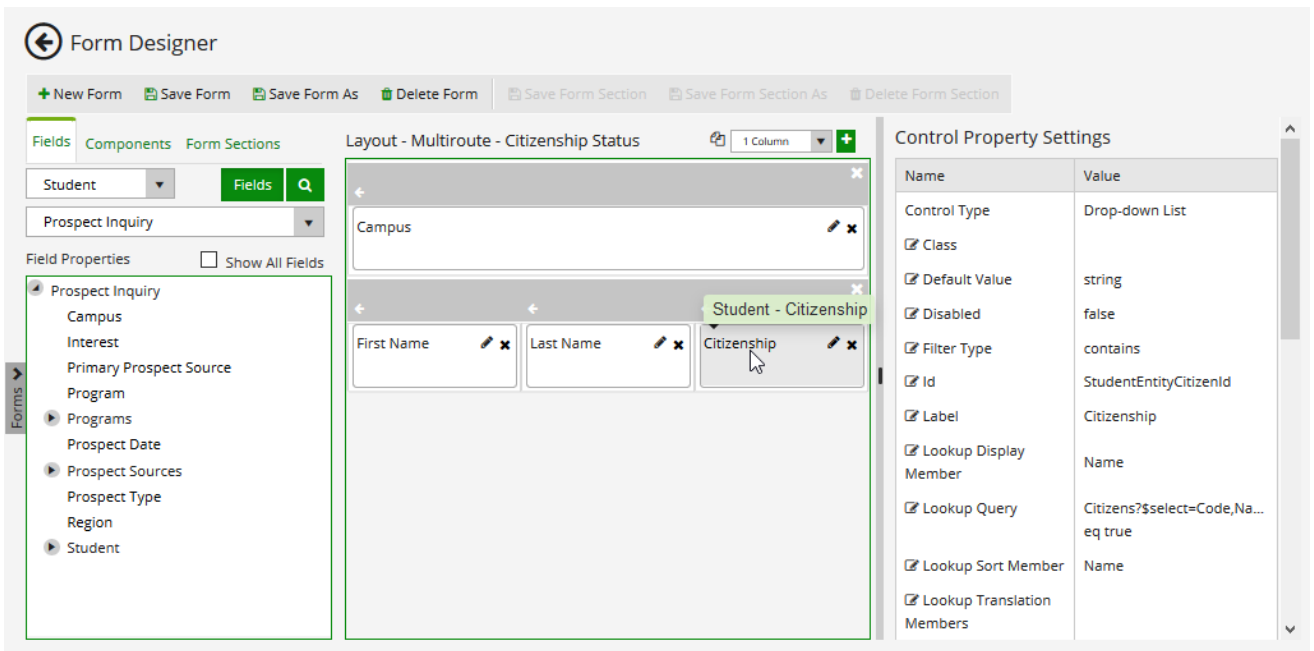 Form Designer
New Form Save Form Save Form As Delete Form Save Form Section Save Form Section As Delete Form Section
Fields Components Form Sections
Student Fields
Prospect Inquiry
Field Properties Show All Fields
Prospect Inquiry
Campus
Interest
Primary Prospect Source
Program
Programs
Prospect Date
Prospect Sources
Prospect Type
Region
Student
Forms
Layout - Multiroute - Citizenship Status 1 Column
Campus
Student - Citizenship
First Name Last Name Citizenship
Control Property Settings
Name Value
Control Type Drop-down List
Class
Default Value string
Disabled false
Filter Type contains
Id StudentEntityCitizenId
Label Citizenship
Lookup Display
Member Name
Lookup Query Citizens?$select=Code,Na...
eq true
Lookup Sort Member Name
Lookup Translation
Members